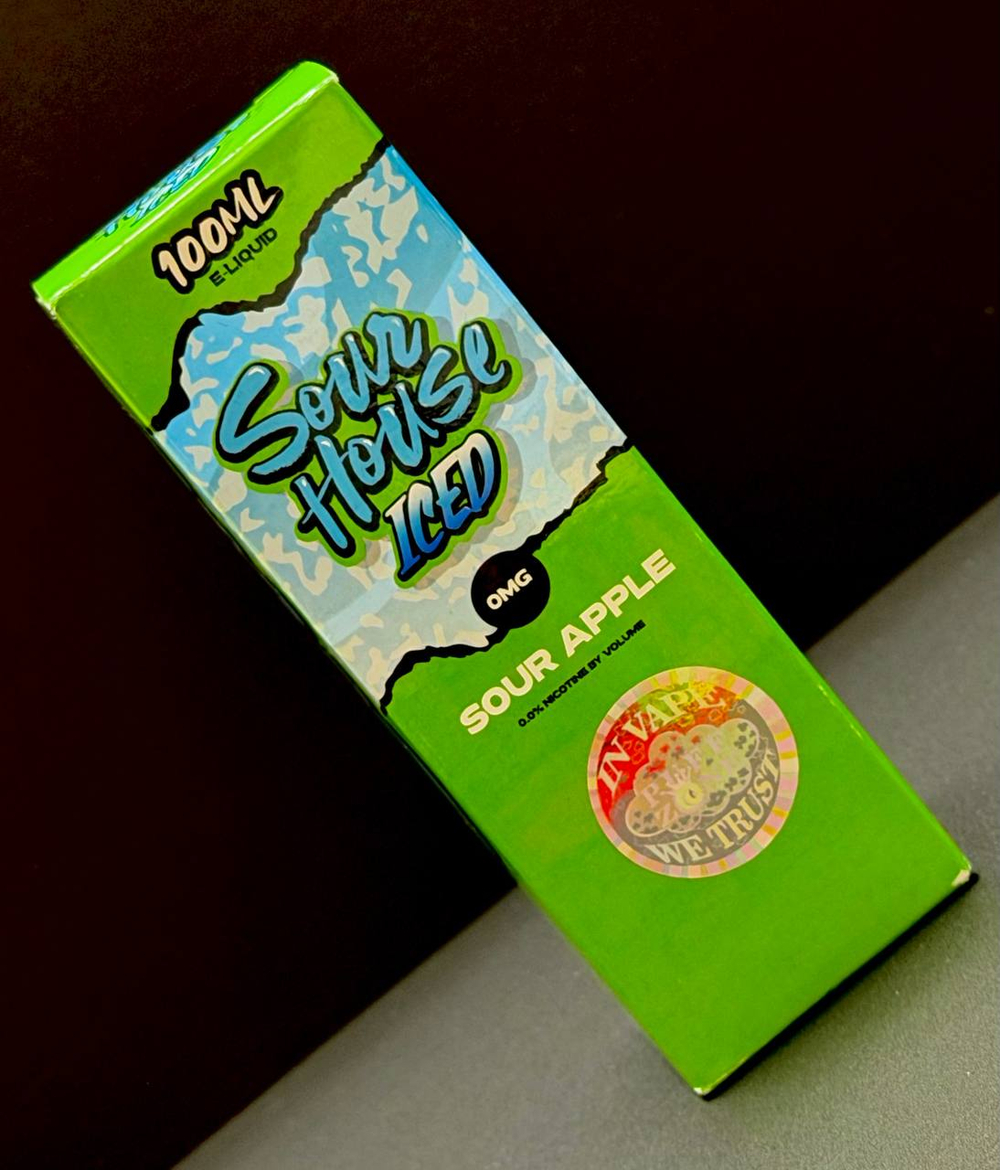 100ML
E-LIQUID
Sour
House
ICED
0MG
SOUR APPLE
0.0% NICOTINE BY VOLUME
IN VAPE
WE TRUST